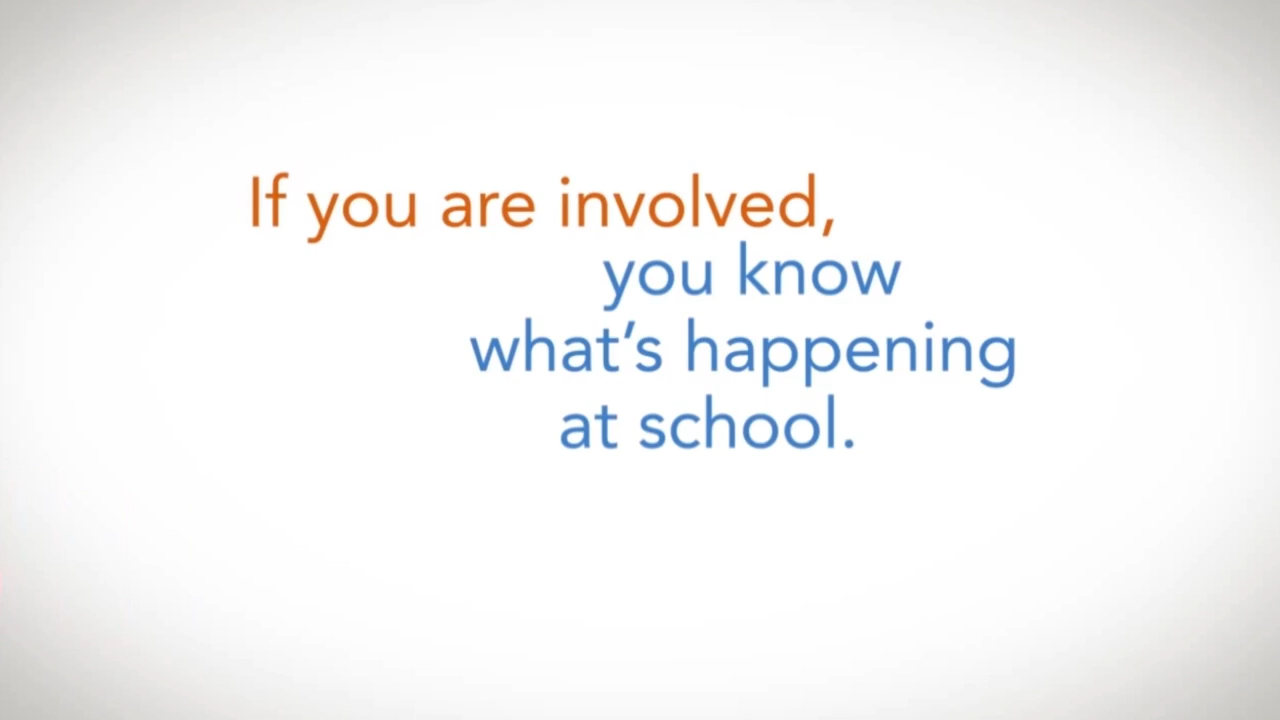 If you are involved,
you know
what’s happening
at school.